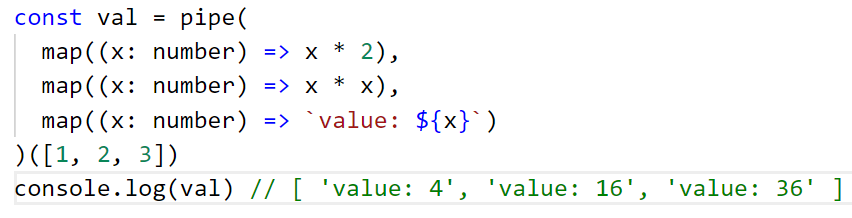 const val = pipe(
  map((x: number) => x * 2),
  map((x: number) => x * x),
  map((x: number) => `value: ${x}`)
)([1, 2, 3])
console.log(val) // [ 'value: 4', 'value: 16', 'value: 36' ]